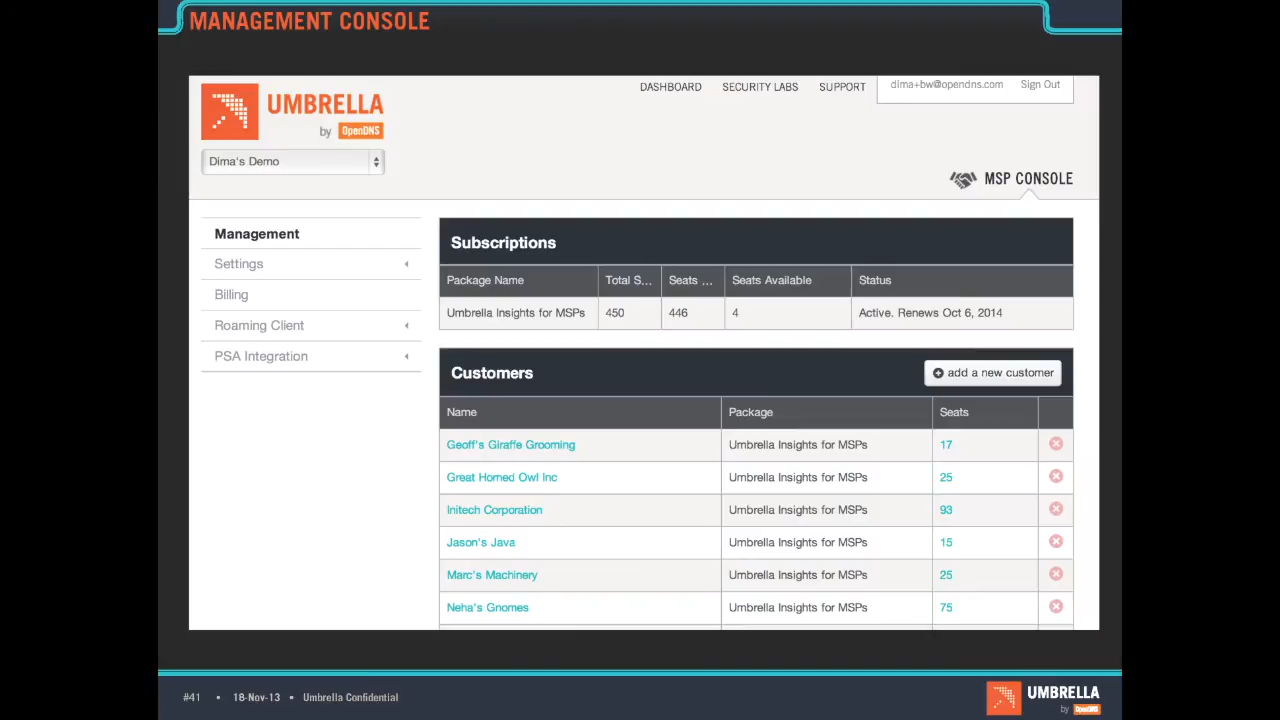 MANAGEMENT CONSOLE
UMBRELLA
by OpenDNS
DASHBOARD SECURITY LABS SUPPORT dima+bw@opendns.com Sign Out
Dima's Demo
MSP CONSOLE
Management
Settings
Billing
Roaming Client
PSA Integration
Subscriptions
Package Name Total S... Seats ... Seats Available Status
Umbrella Insights for MSPs 450 446 4 Active. Renews Oct 6, 2014
Customers add a new customer
Name Package Seats
Geoff's Giraffe Grooming Umbrella Insights for MSPs 17
Great Horned Owl Inc Umbrella Insights for MSPs 25
Initech Corporation Umbrella Insights for MSPs 93
Jason's Java Umbrella Insights for MSPs 15
Marc's Machinery Umbrella Insights for MSPs 25
Neha's Gnomes Umbrella Insights for MSPs 75
#41 • 18-Nov-13 • Umbrella Confidential
UMBRELLA
by OpenDNS